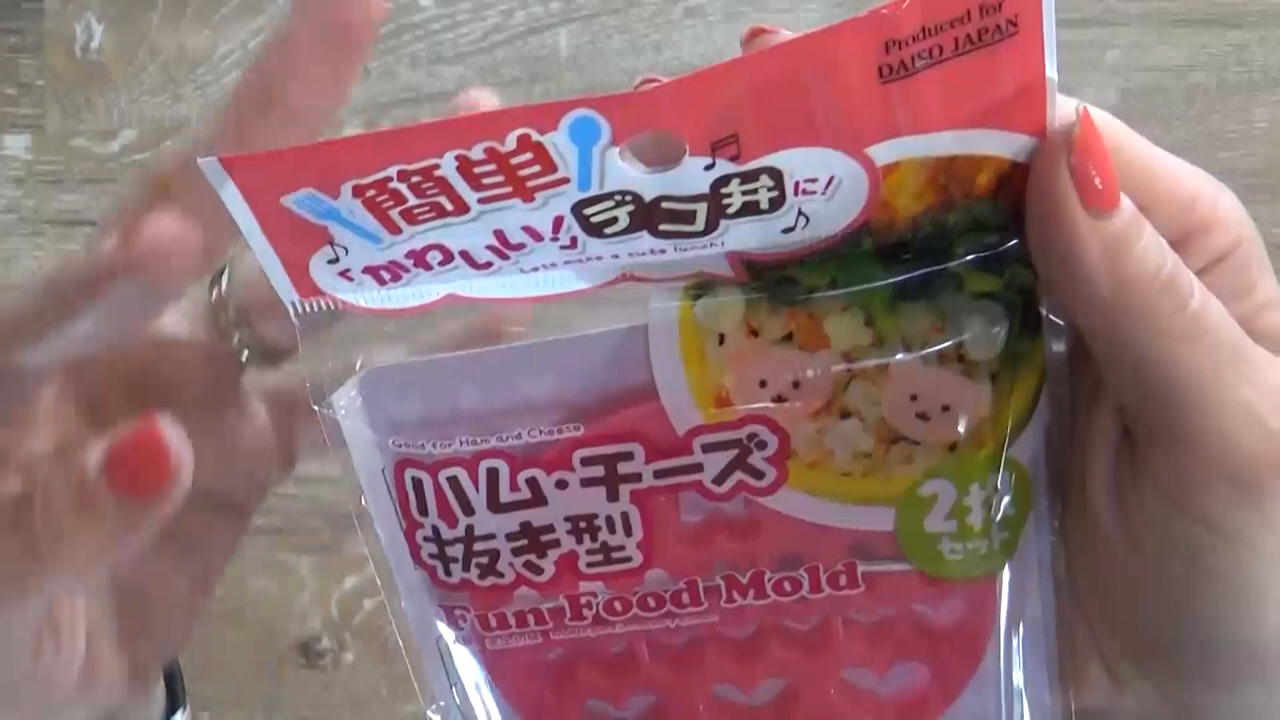 Produced for
DAISO JAPAN
簡単
「かわいい!」デコ弁に!
Let's make a cute lunch!
Good for Ham and Cheese
ハム・チーズ
抜き型
2枚
セット
Fun Food Mold